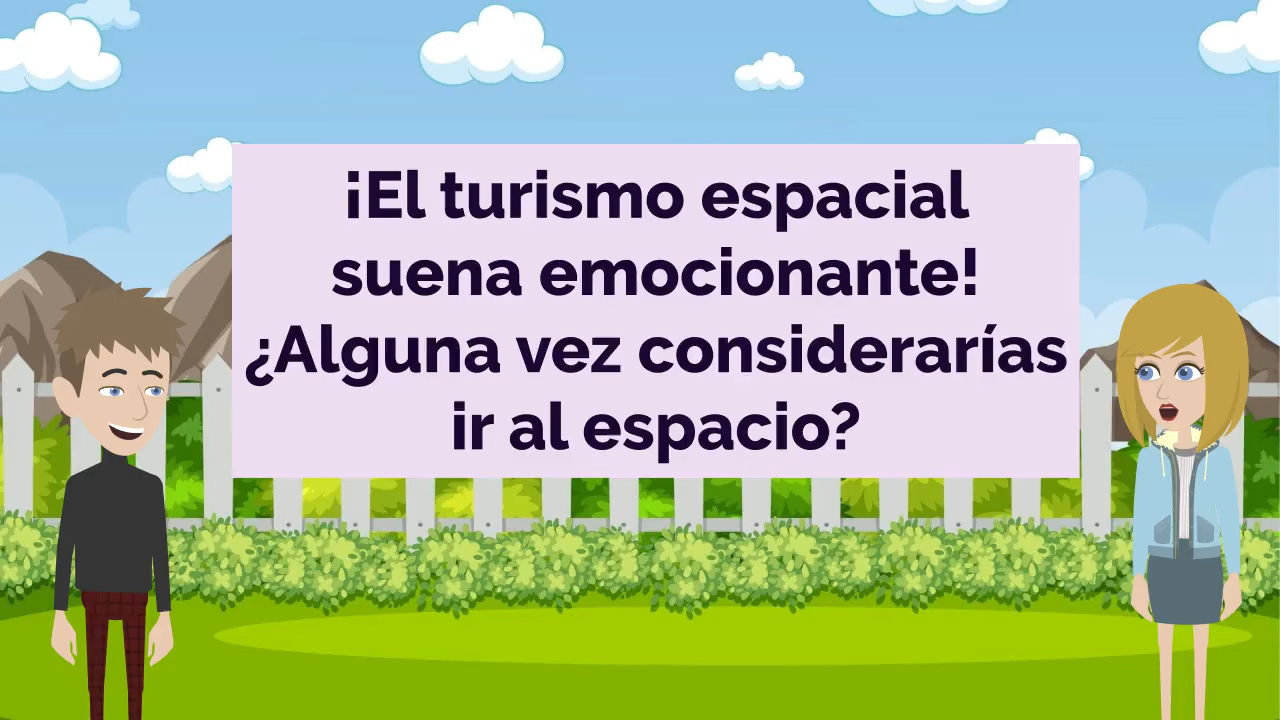 ¡El turismo espacial
suena emocionante!
¿Alguna vez considerarías
ir al espacio?